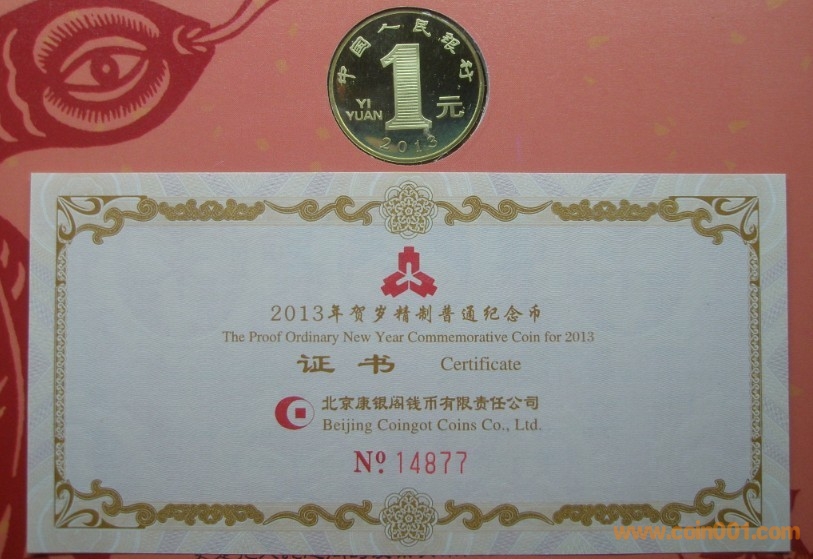 中国人民银行
1
YI
YUAN
元
2013
2013年贺岁精制普通纪念币
The Proof Ordinary New Year Commemorative Coin for 2013
证书 Certificate
北京康银阁钱币有限责任公司
Beijing Coingot Coins Co., Ltd.
Nº 14877
www.coin001.com